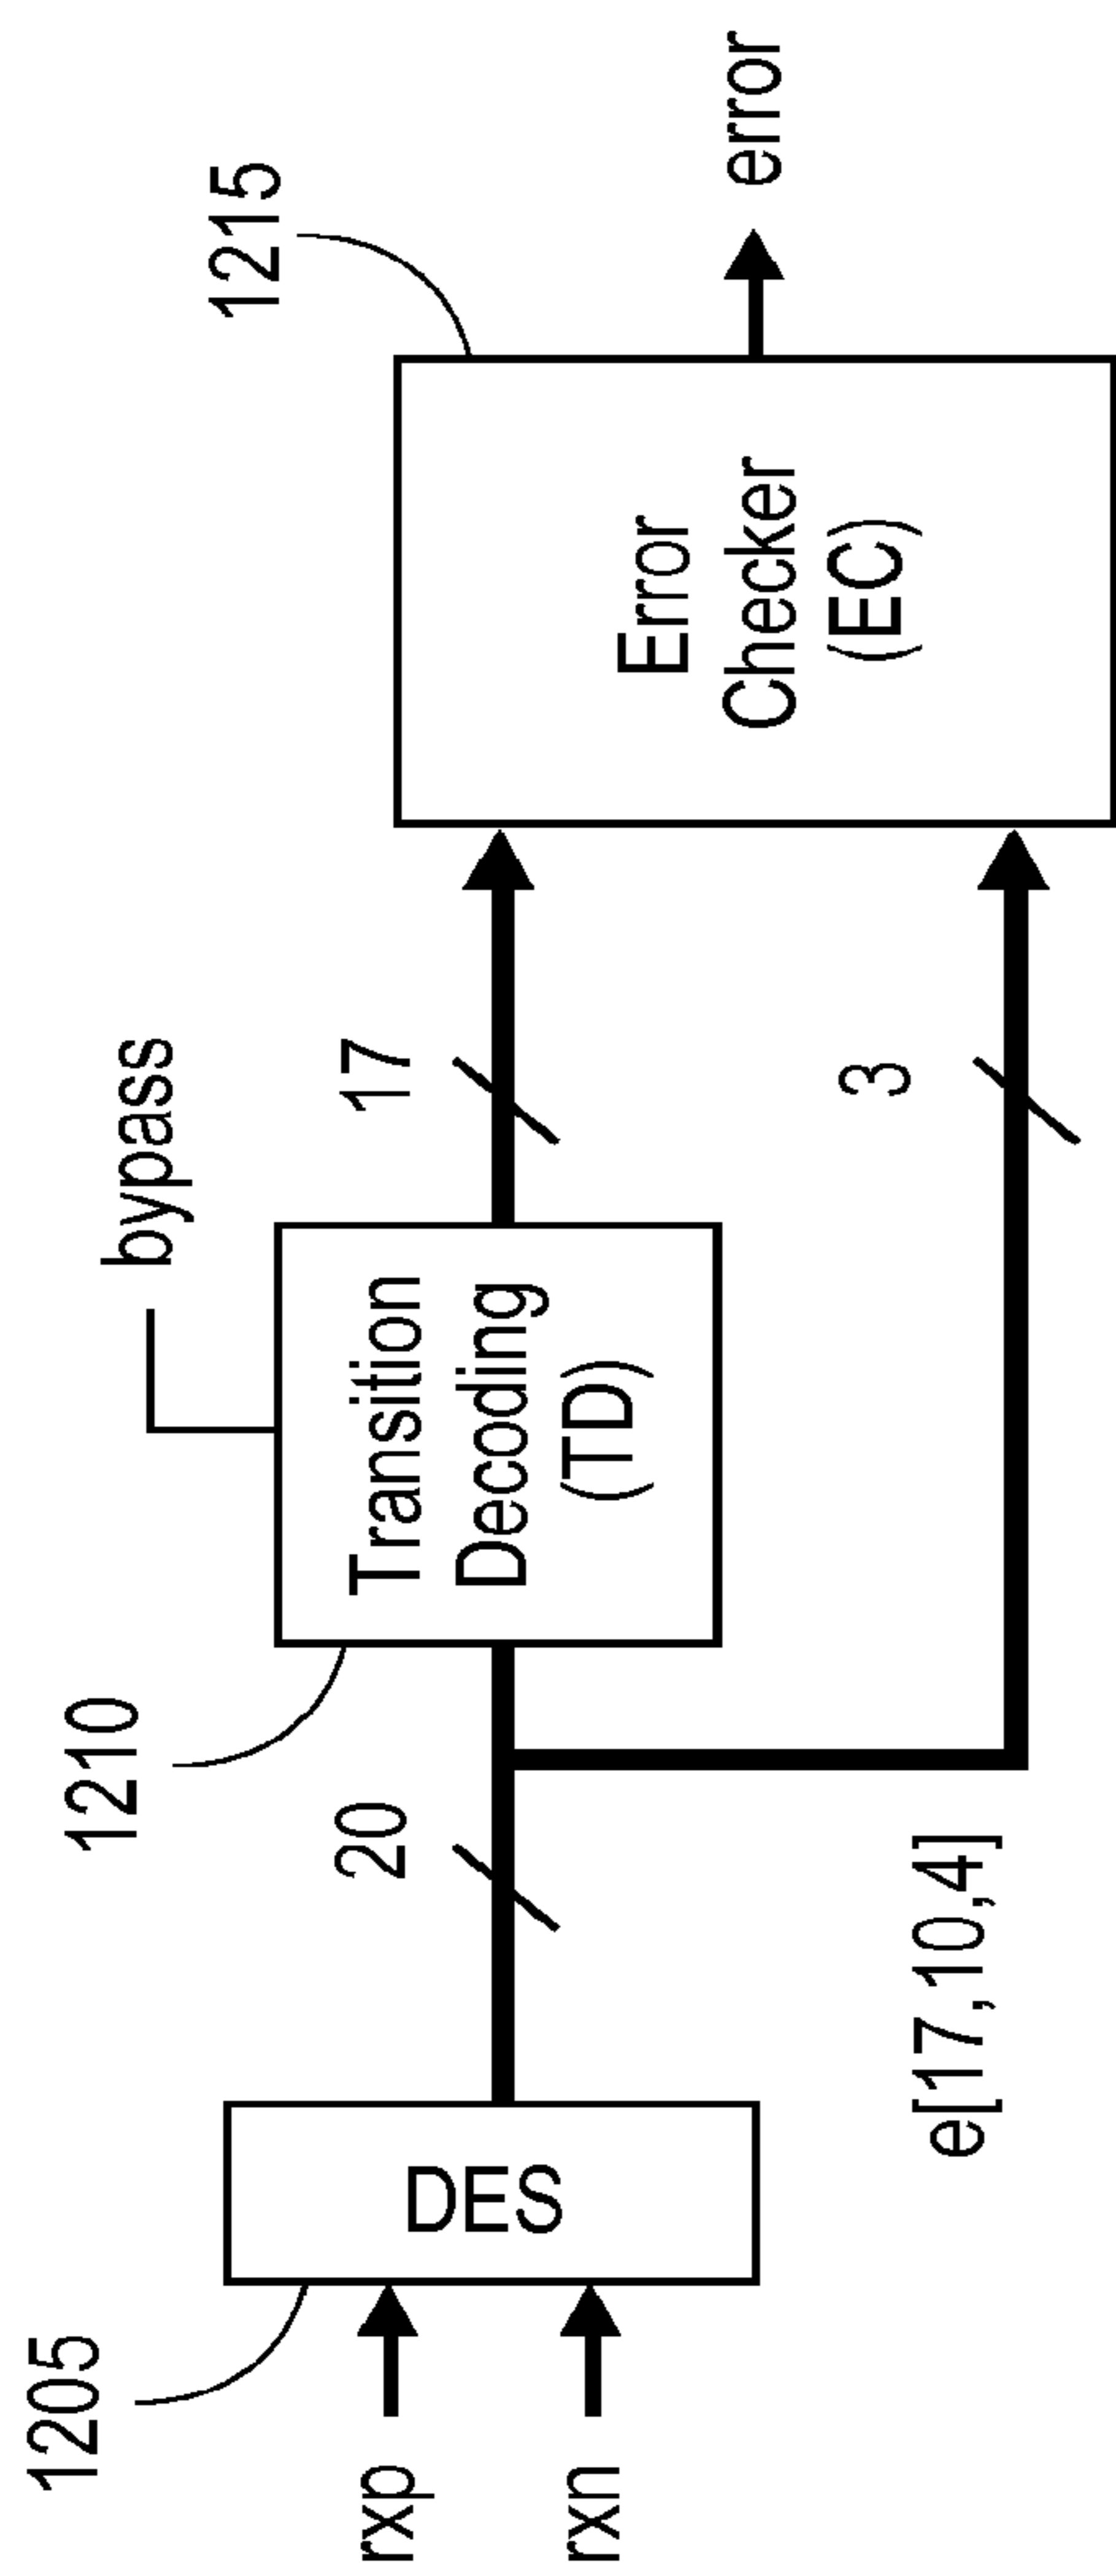 1205
rxp
rxn
DES
20
e[17,10,4]
1210
Transition
Decoding
(TD)
bypass
17
3
1215
Error
Checker
(EC)
error